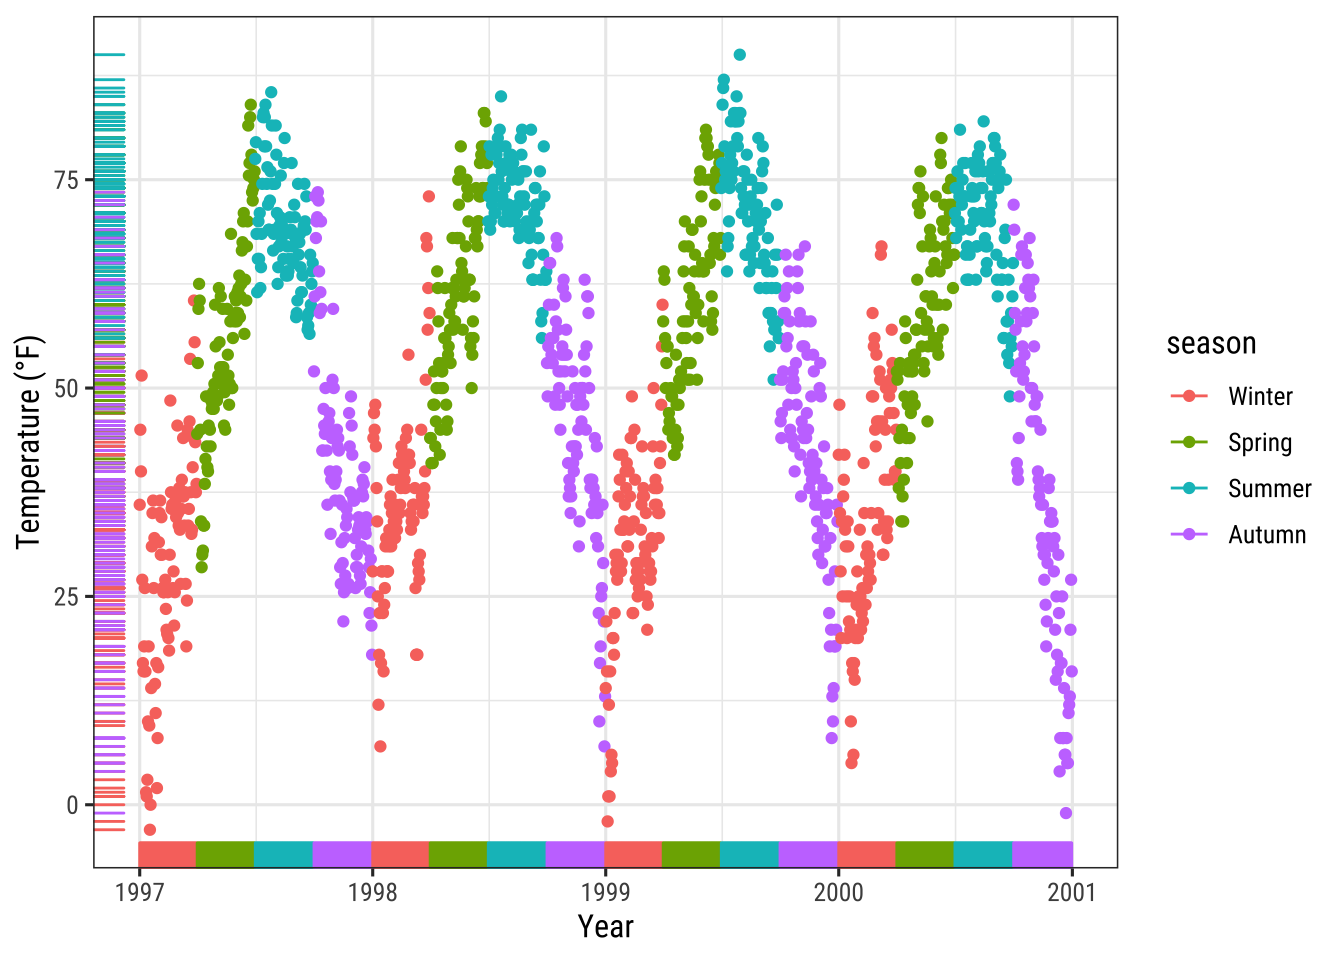 Temperature (°F)
75
50
25
0
1997 1998 1999 2000 2001
Year
season
Winter
Spring
Summer
Autumn